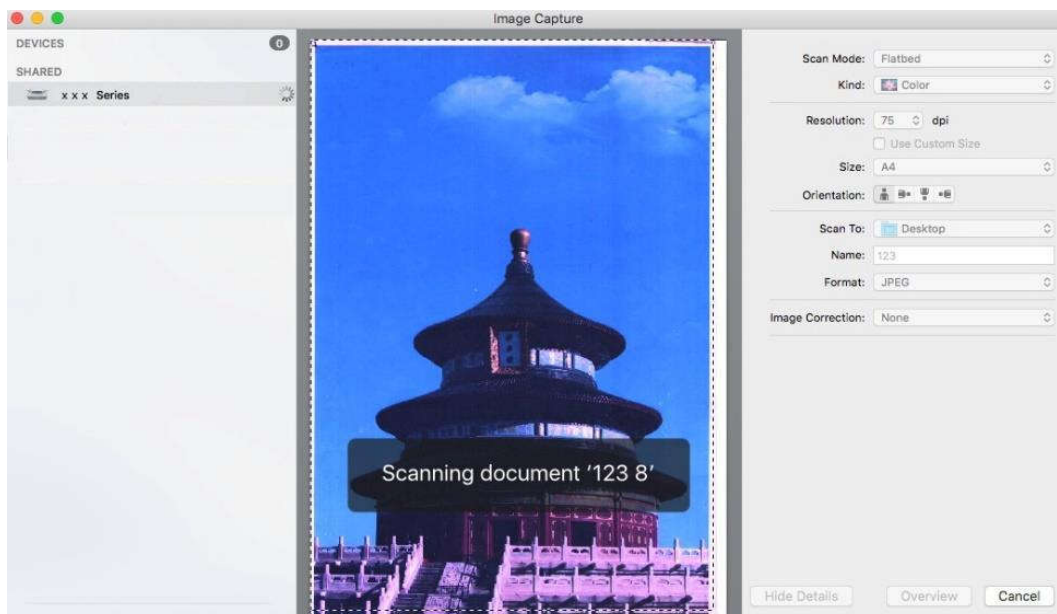 Image Capture
DEVICES 0
SHARED
x x x Series
Scan Mode: Flatbed
Kind: Color
Resolution: 75 dpi
Use Custom Size
Size: A4
Orientation:
Scan To: Desktop
Name: 123
Format: JPEG
Image Correction: None
Scanning document ‘123 8’
Hide Details Overview Cancel